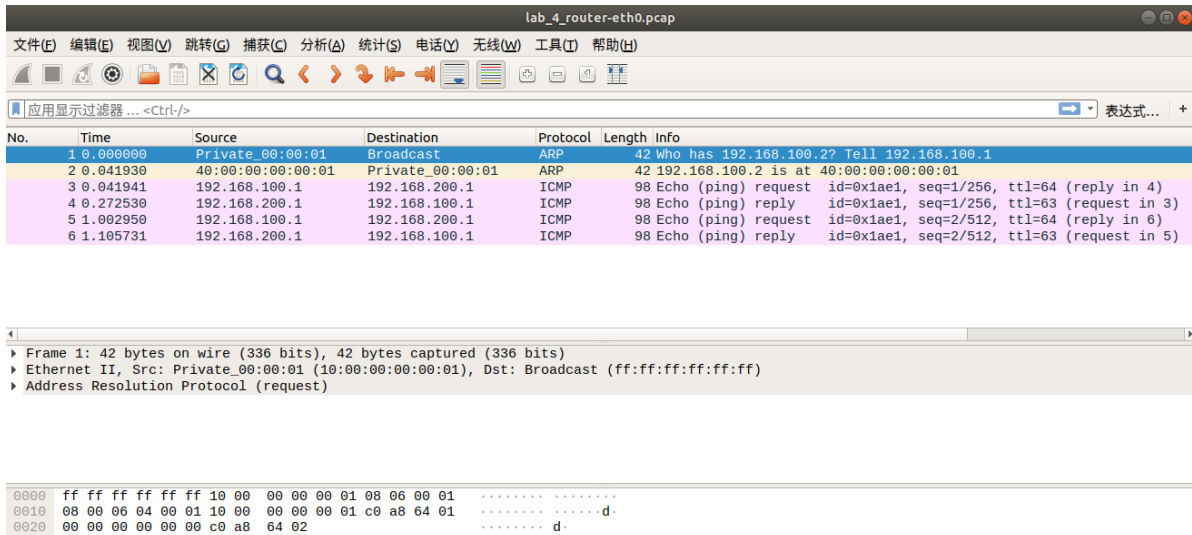 lab_4_router-eth0.pcap
文件(F) 编辑(E) 视图(V) 跳转(G) 捕获(C) 分析(A) 统计(S) 电话(Y) 无线(W) 工具(T) 帮助(H)
应用显示过滤器 … <Ctrl-/> 表达式… +
No. Time Source Destination Protocol Length Info
1 0.000000 Private_00:00:01 Broadcast ARP 42 Who has 192.168.100.2? Tell 192.168.100.1
2 0.041930 40:00:00:00:00:01 Private_00:00:01 ARP 42 192.168.100.2 is at 40:00:00:00:00:01
3 0.041941 192.168.100.1 192.168.200.1 ICMP 98 Echo (ping) request id=0x1ae1, seq=1/256, ttl=64 (reply in 4)
4 0.272530 192.168.200.1 192.168.100.1 ICMP 98 Echo (ping) reply id=0x1ae1, seq=1/256, ttl=63 (request in 3)
5 1.002950 192.168.100.1 192.168.200.1 ICMP 98 Echo (ping) request id=0x1ae1, seq=2/512, ttl=64 (reply in 6)
6 1.105731 192.168.200.1 192.168.100.1 ICMP 98 Echo (ping) reply id=0x1ae1, seq=2/512, ttl=63 (request in 5)
Frame 1: 42 bytes on wire (336 bits), 42 bytes captured (336 bits)
Ethernet II, Src: Private_00:00:01 (10:00:00:00:00:01), Dst: Broadcast (ff:ff:ff:ff:ff:ff)
Address Resolution Protocol (request)
0000 ff ff ff ff ff ff 10 00 00 00 00 01 08 06 00 01 ········ ········
0010 08 00 06 04 00 01 10 00 00 00 00 01 c0 a8 64 01 ········ ······d·
0020 00 00 00 00 00 00 c0 a8 64 02 ········ d·